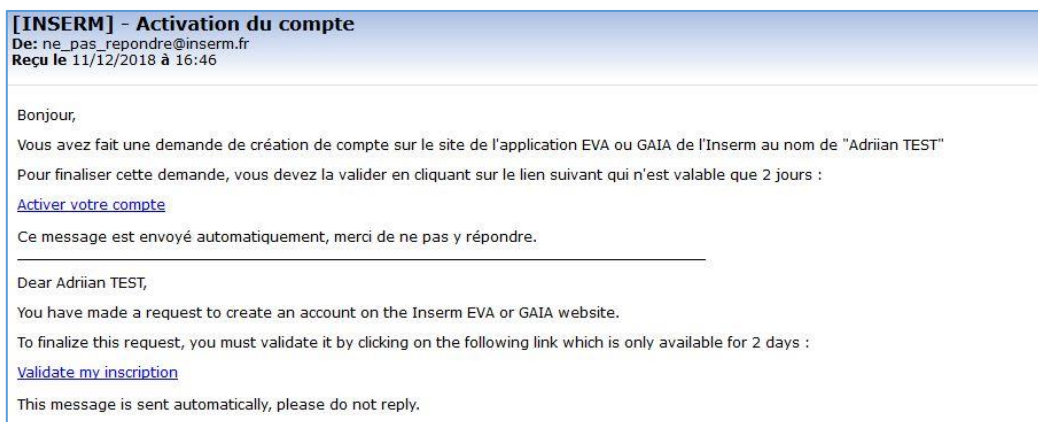 [INSERM] - Activation du compte
De: ne_pas_repondre@inserm.fr
Reçu le 11/12/2018 à 16:46
Bonjour,
Vous avez fait une demande de création de compte sur le site de l'application EVA ou GAIA de l'Inserm au nom de "Adriian TEST"
Pour finaliser cette demande, vous devez la valider en cliquant sur le lien suivant qui n'est valable que 2 jours :
Activer votre compte
Ce message est envoyé automatiquement, merci de ne pas y répondre.
Dear Adriian TEST,
You have made a request to create an account on the Inserm EVA or GAIA website.
To finalize this request, you must validate it by clicking on the following link which is only available for 2 days :
Validate my inscription
This message is sent automatically, please do not reply.